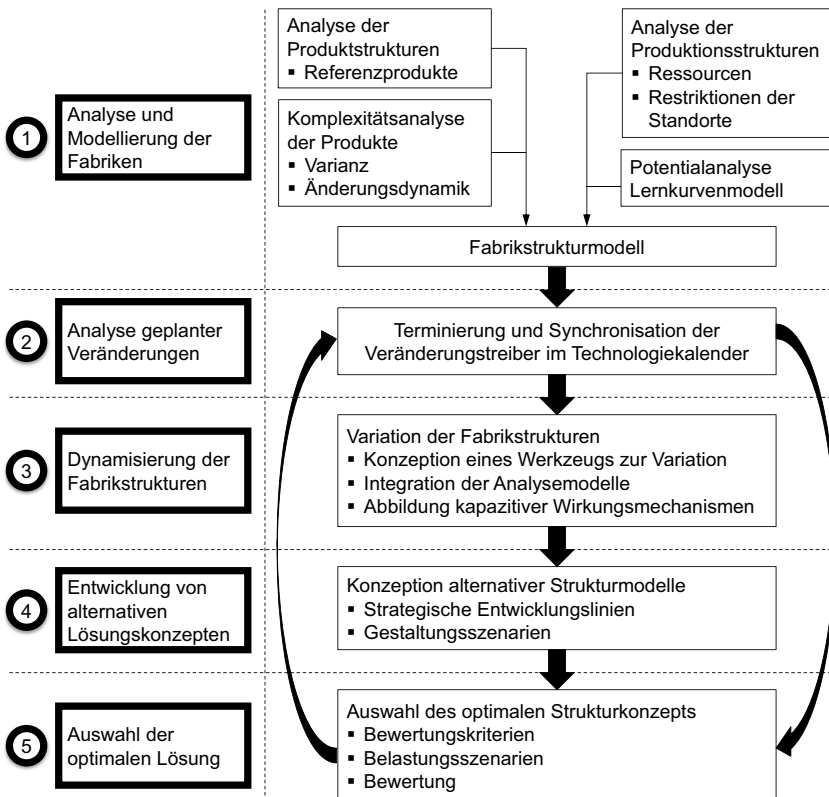 1
Analyse und
Modellierung der
Fabriken
Analyse der
Produktstrukturen
▪ Referenzprodukte
Komplexitätsanalyse
der Produkte
▪ Varianz
▪ Änderungsdynamik
Analyse der
Produktionsstrukturen
▪ Ressourcen
▪ Restriktionen der
Standorte
Potentialanalyse
Lernkurvenmodell
Fabrikstrukturmodell
2
Analyse geplanter
Veränderungen
Terminierung und Synchronisation der
Veränderungstreiber im Technologiekalender
3
Dynamisierung der
Fabrikstrukturen
Variation der Fabrikstrukturen
▪ Konzeption eines Werkzeugs zur Variation
▪ Integration der Analysemodelle
▪ Abbildung kapazitiver Wirkungsmechanismen
4
Entwicklung von
alternativen
Lösungskonzepten
Konzeption alternativer Strukturmodelle
▪ Strategische Entwicklungslinien
▪ Gestaltungsszenarien
5
Auswahl der
optimalen Lösung
Auswahl des optimalen Strukturkonzepts
▪ Bewertungskriterien
▪ Belastungsszenarien
▪ Bewertung